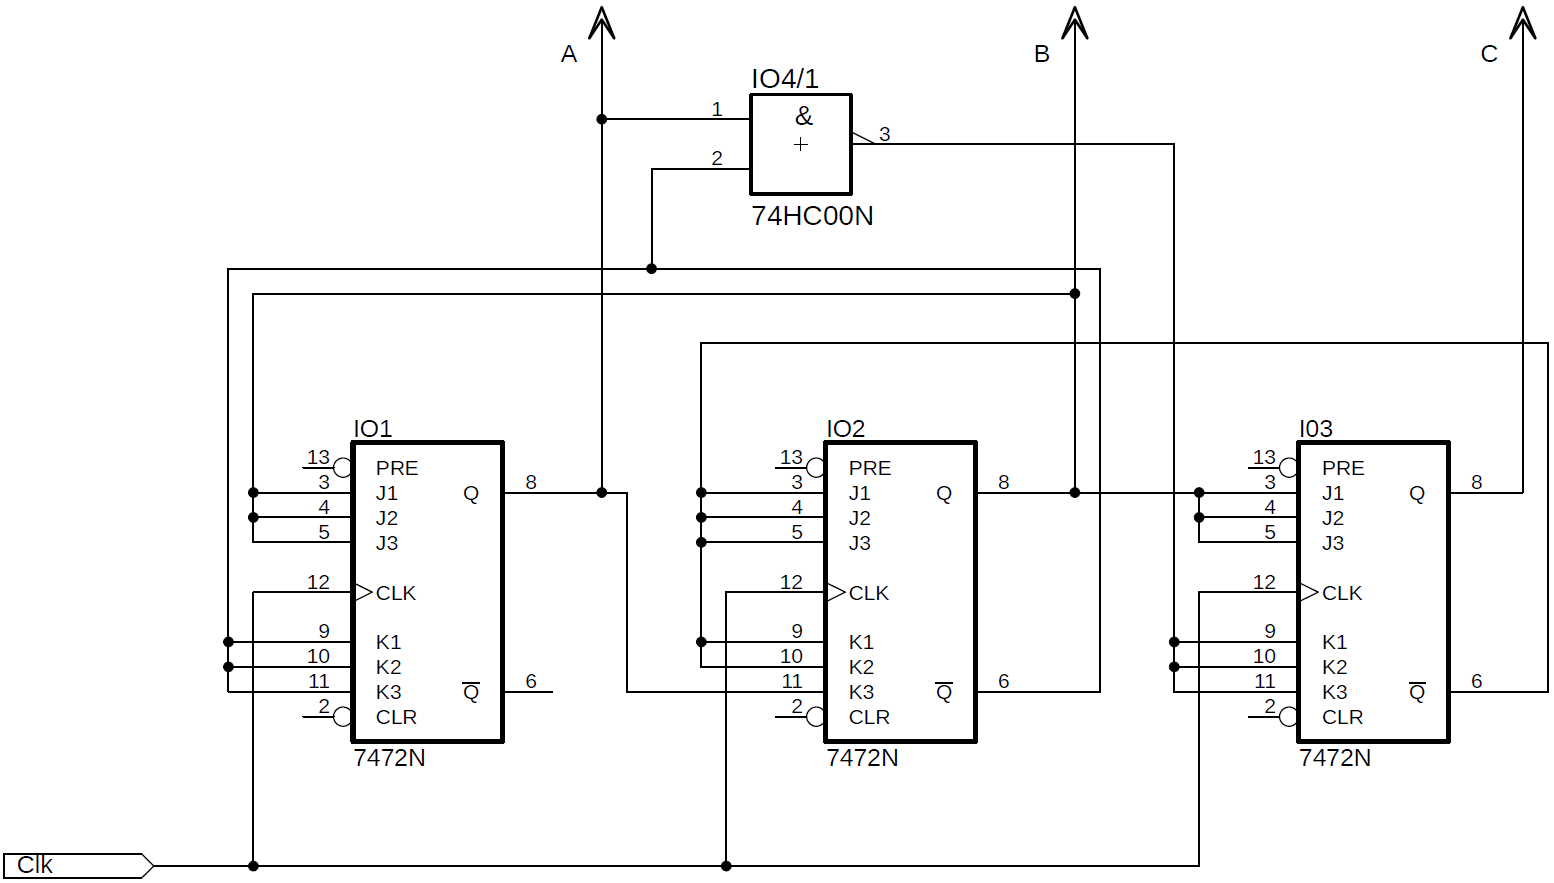 A
B
C
IO4/1
1
&
3
2
74HC00N
IO1
IO2
I03
13
PRE
3
J1
Q
8
4
J2
5
J3
12
CLK
9
K1
10
K2
11
K3
Q
6
2
CLR
7472N
13
PRE
3
J1
Q
8
4
J2
5
J3
12
CLK
9
K1
10
K2
11
K3
Q
6
2
CLR
7472N
13
PRE
3
J1
Q
8
4
J2
5
J3
12
CLK
9
K1
10
K2
11
K3
Q
6
2
CLR
7472N
Clk